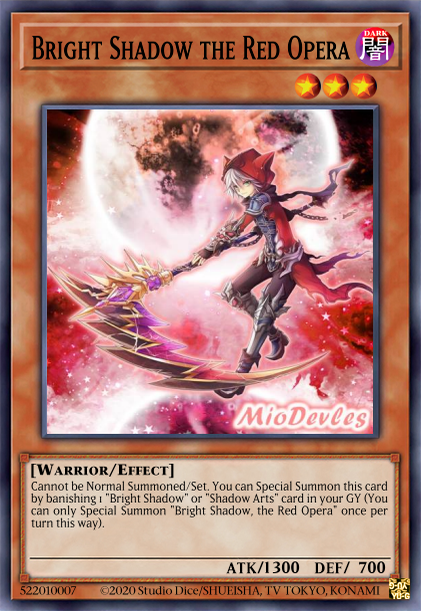 BRIGHT SHADOW THE RED OPERA
DARK
闇
MioDevles
[WARRIOR/EFFECT]
Cannot be Normal Summoned/Set. You can Special Summon this card
by banishing 1 "Bright Shadow" or "Shadow Arts" card in your GY (You
can only Special Summon "Bright Shadow, the Red Opera" once per
turn this way).
ATK/1300 DEF/ 700
522010007 ©2020 Studio Dice/SHUEISHA, TV TOKYO, KONAMI